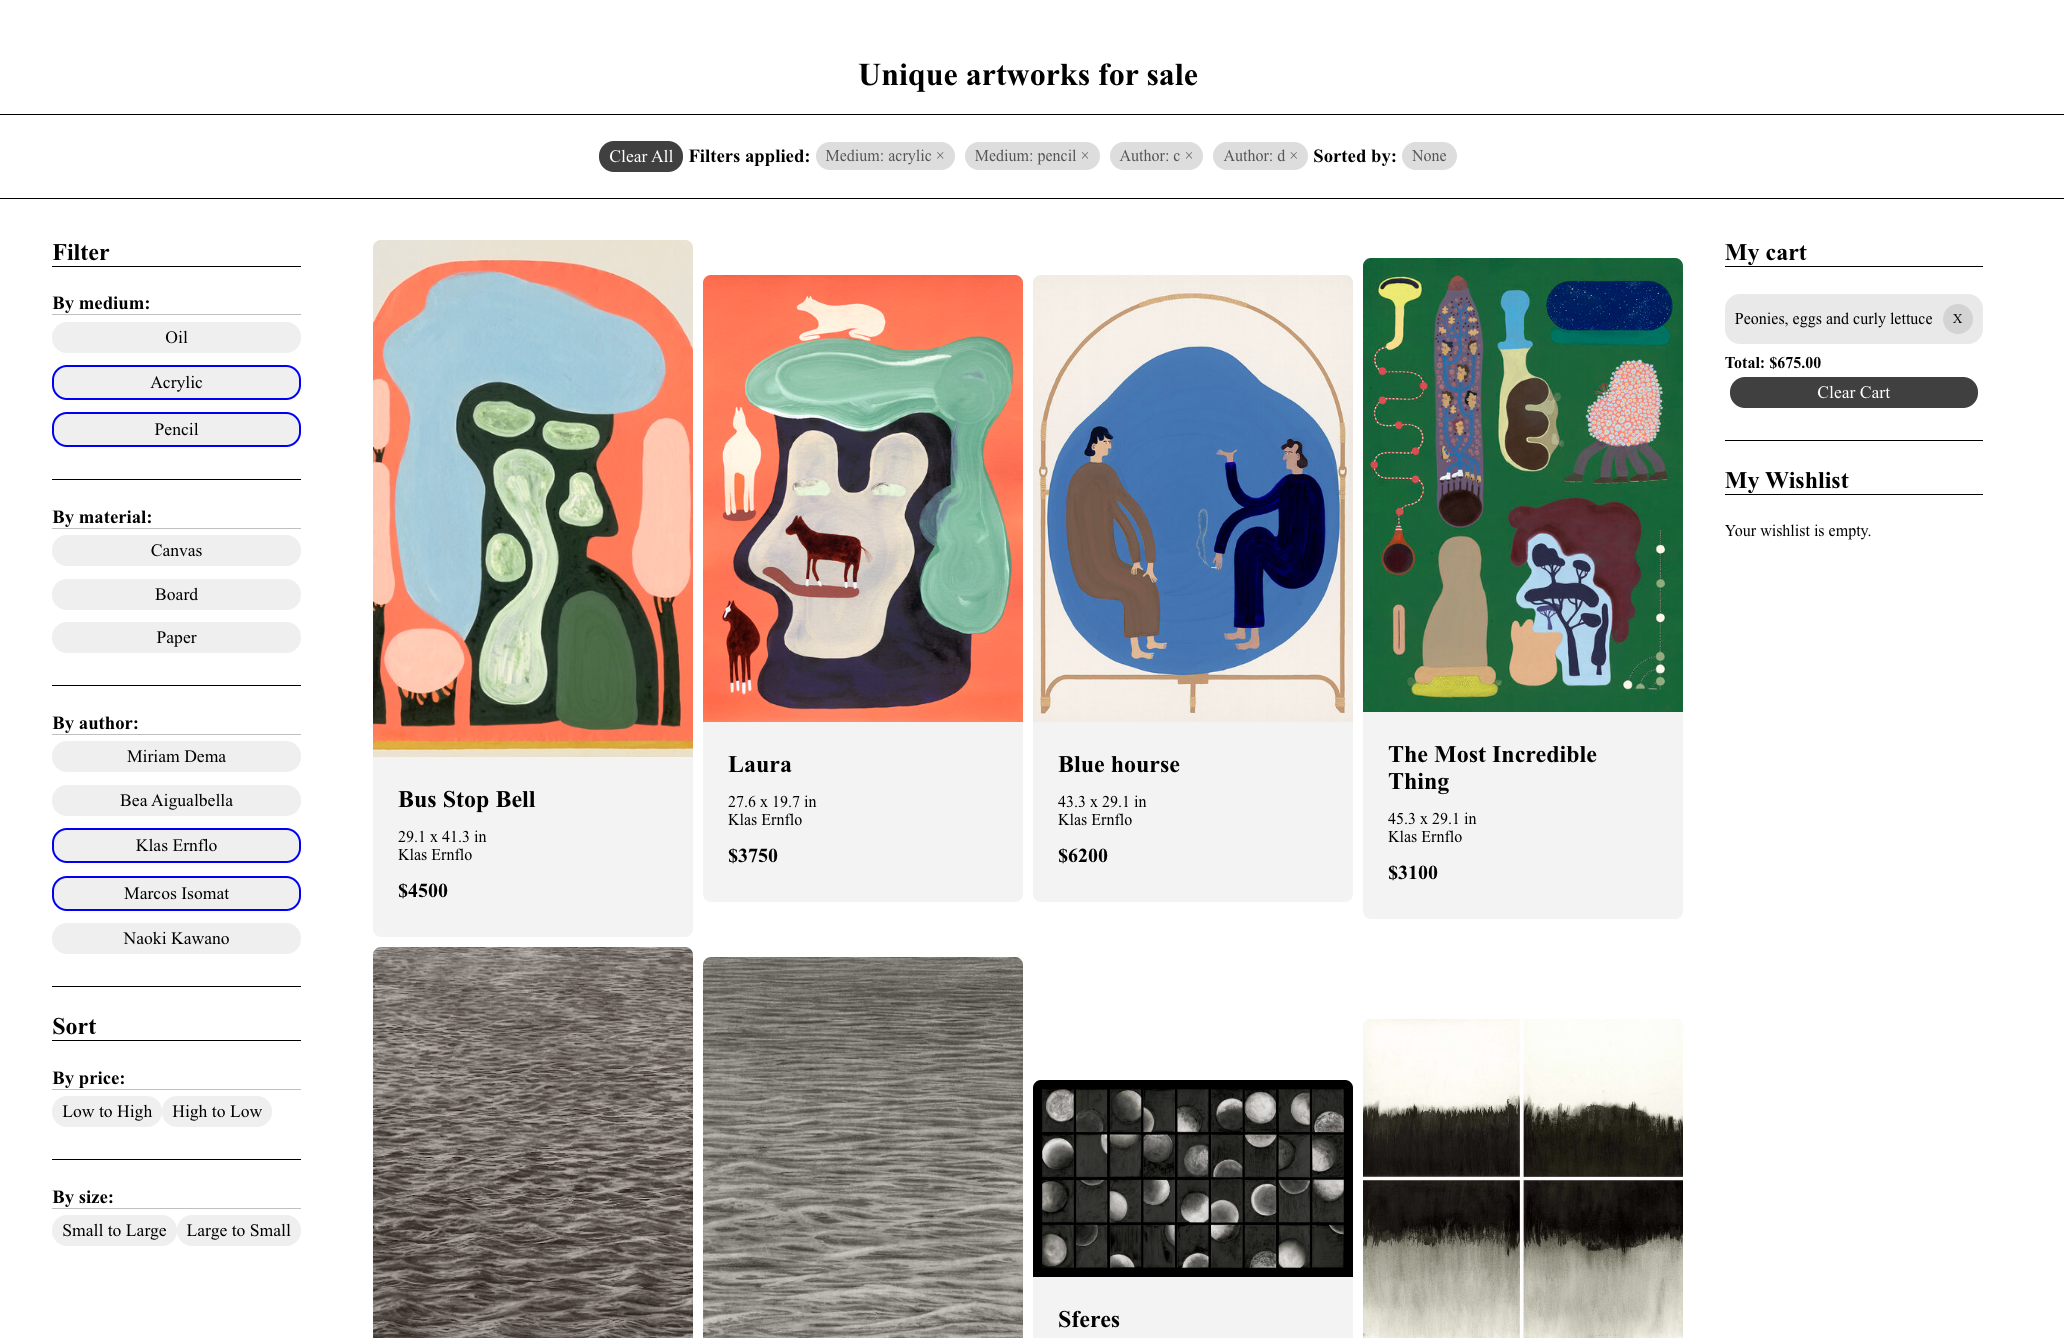 Unique artworks for sale
Clear All Filters applied: Medium: acrylic × Medium: pencil × Author: c × Author: d × Sorted by: None
Filter
By medium:
Oil
Acrylic
Pencil
By material:
Canvas
Board
Paper
By author:
Miriam Dema
Bea Aigualbella
Klas Ernflo
Marcos Isomat
Naoki Kawano
Sort
By price:
Low to High High to Low
By size:
Small to Large Large to Small
Bus Stop Bell
29.1 x 41.3 in
Klas Ernflo
$4500
Laura
27.6 x 19.7 in
Klas Ernflo
$3750
Blue hourse
43.3 x 29.1 in
Klas Ernflo
$6200
The Most Incredible
Thing
45.3 x 29.1 in
Klas Ernflo
$3100
Sferes
My cart
Peonies, eggs and curly lettuce X
Total: $675.00
Clear Cart
My Wishlist
Your wishlist is empty.